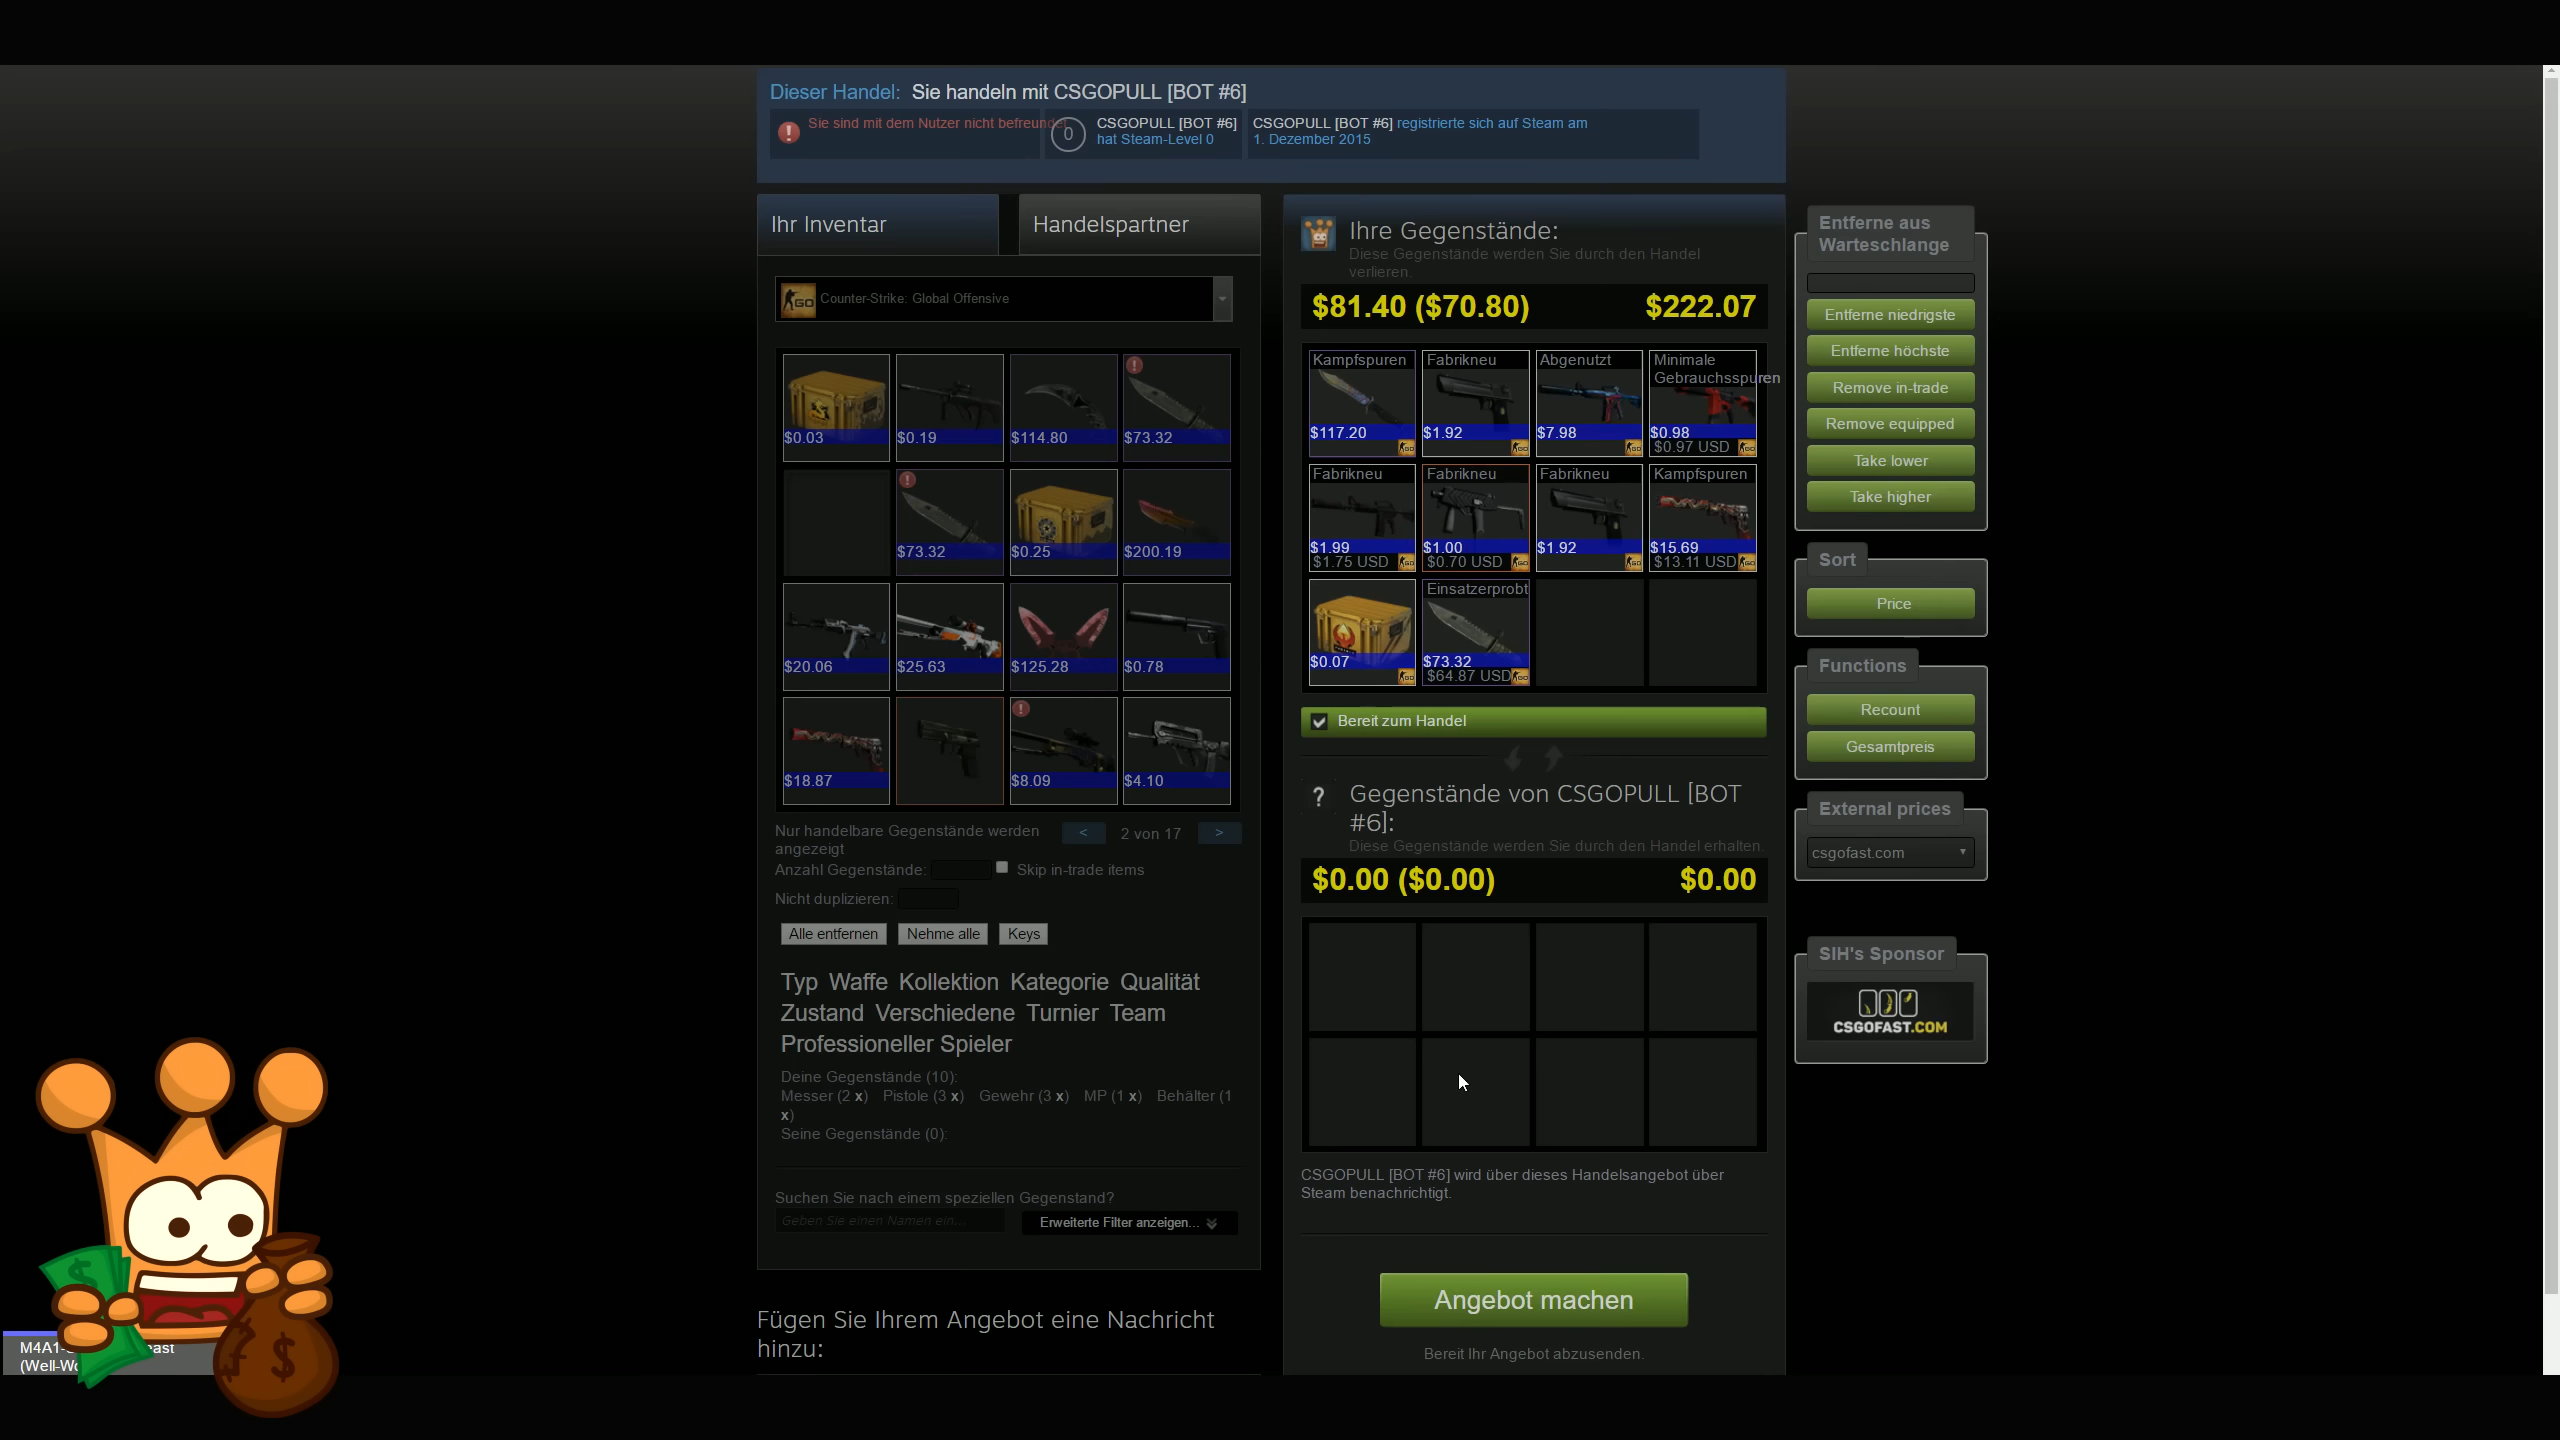 Dieser Handel: Sie handeln mit CSGOPULL [BOT #6]
Sie sind mit dem Nutzer nicht befreundet
0
CSGOPULL [BOT #6]
hat Steam-Level 0
CSGOPULL [BOT #6] registrierte sich auf Steam am
1. Dezember 2015
Ihr Inventar
Handelspartner
Counter-Strike: Global Offensive
$0.03
$0.19
$114.80
$73.32
$73.32
$0.25
$200.19
$20.06
$25.63
$125.28
$0.78
$18.87
$8.09
$4.10
Nur handelbare Gegenstände werden
angezeigt
< 2 von 17 >
Anzahl Gegenstände:
Skip in-trade items
Nicht duplizieren:
Alle entfernen
Nehme alle
Keys
Typ Waffe Kollektion Kategorie Qualität
Zustand Verschiedene Turnier Team
Professioneller Spieler
Deine Gegenstände (10):
Messer (2 x) Pistole (3 x) Gewehr (3 x) MP (1 x) Behälter (1
x)
Seine Gegenstände (0):
Suchen Sie nach einem speziellen Gegenstand?
Geben Sie einen Namen ein...
Erweiterte Filter anzeigen...
Fügen Sie Ihrem Angebot eine Nachricht
hinzu:
Ihre Gegenstände:
Diese Gegenstände werden Sie durch den Handel
verlieren.
$81.40 ($70.80)
$222.07
Kampfspuren
$117.20
Fabrikneu
$1.92
Abgenutzt
$7.98
Minimale
Gebrauchsspuren
$0.98
$0.97 USD
Fabrikneu
$1.99
$1.75 USD
Fabrikneu
$1.00
$0.70 USD
Fabrikneu
$1.92
Kampfspuren
$15.69
$13.11 USD
$0.07
Einsatzerprobt
$73.32
$64.87 USD
Bereit zum Handel
?
Gegenstände von CSGOPULL [BOT
#6]:
Diese Gegenstände werden Sie durch den Handel erhalten.
$0.00 ($0.00)
$0.00
CSGOPULL [BOT #6] wird über dieses Handelsangebot über
Steam benachrichtigt.
Angebot machen
Bereit Ihr Angebot abzusenden.
Entferne aus
Warteschlange
Entferne niedrigste
Entferne höchste
Remove in-trade
Remove equipped
Take lower
Take higher
Sort
Price
Functions
Recount
Gesamtpreis
External prices
csgofast.com
SIH's Sponsor
CSGOFAST.COM
$
$